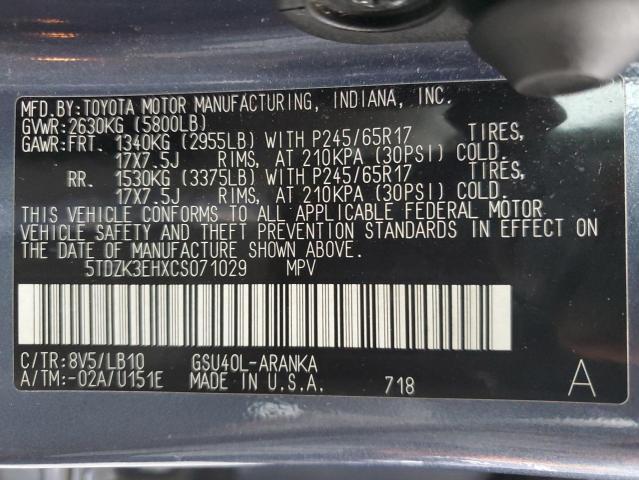 MFD.BY:TOYOTA MOTOR MANUFACTURING, INDIANA, INC.
GVWR:2630KG (5800LB)
GAWR:FRT. 1340KG (2955LB) WITH P245/65R17 TIRES,
17X7.5J RIMS, AT 210KPA (30PSI) COLD.
RR. 1530KG (3375LB) WITH P245/65R17 TIRES,
17X7.5J RIMS, AT 210KPA (30PSI) COLD.
THIS VEHICLE CONFORMS TO ALL APPLICABLE FEDERAL MOTOR
VEHICLE SAFETY AND THEFT PREVENTION STANDARDS IN EFFECT ON
THE DATE OF MANUFACTURE SHOWN ABOVE.
5TDZK3EHXCS071029 MPV
C/TR:8V5/LB10 GSU40L-ARANKA
A/TM:-02A/U151E MADE IN U.S.A. 718 A